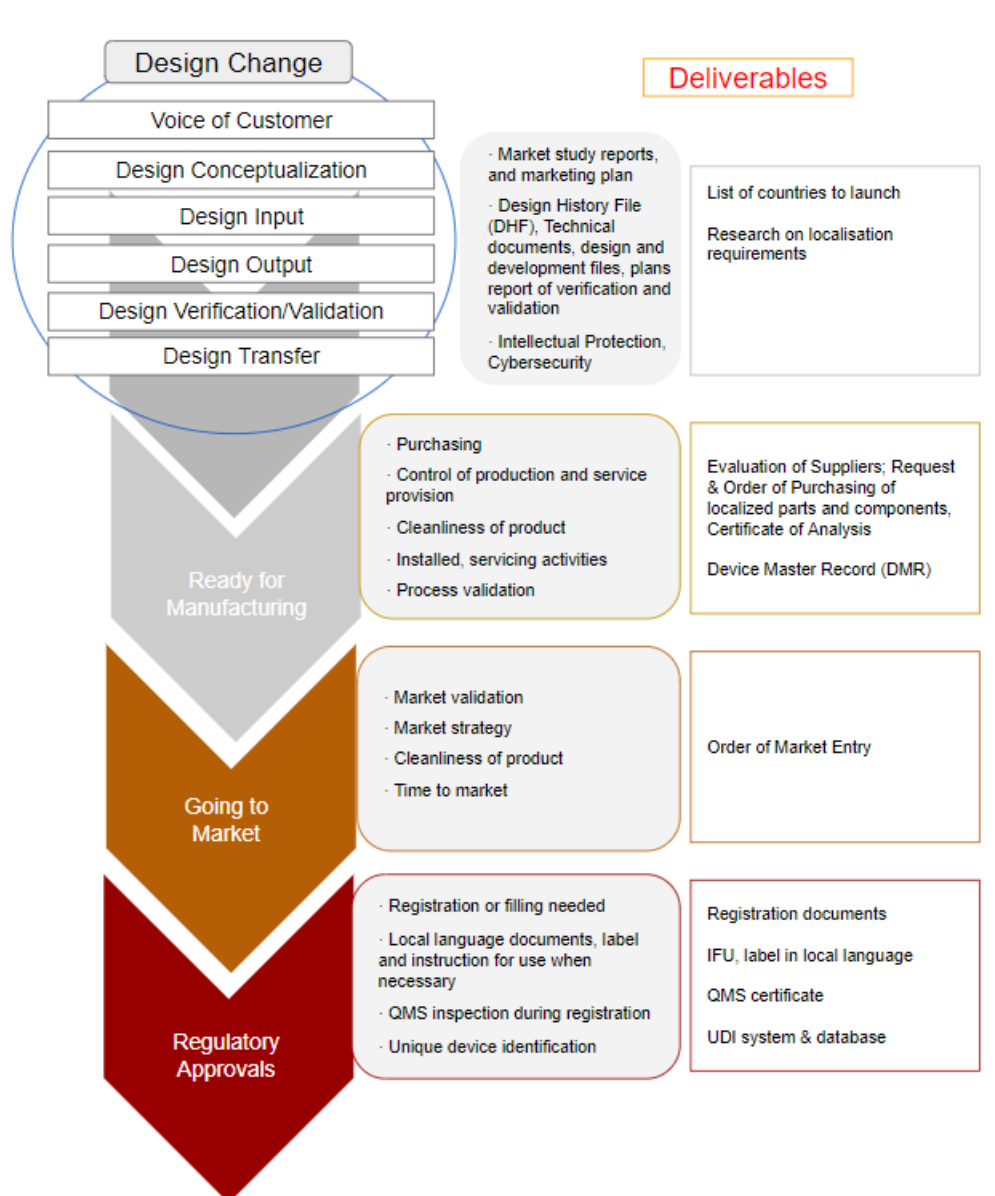 Design Change
Deliverables
Voice of Customer
Design Conceptualization
Design Input
Design Output
Design Verification/Validation
Design Transfer
· Market study reports,
and marketing plan
· Design History File
(DHF), Technical
documents, design and
development files, plans
report of verification and
validation
· Intellectual Protection,
Cybersecurity
List of countries to launch
Research on localisation
requirements
Ready for
Manufacturing
· Purchasing
· Control of production and service
provision
· Cleanliness of product
· Installed, servicing activities
· Process validation
Evaluation of Suppliers; Request
& Order of Purchasing of
localized parts and components,
Certificate of Analysis
Device Master Record (DMR)
Going to
Market
· Market validation
· Market strategy
· Cleanliness of product
· Time to market
Order of Market Entry
Regulatory
Approvals
· Registration or filling needed
· Local language documents, label
and instruction for use when
necessary
· QMS inspection during registration
· Unique device identification
Registration documents
IFU, label in local language
QMS certificate
UDI system & database